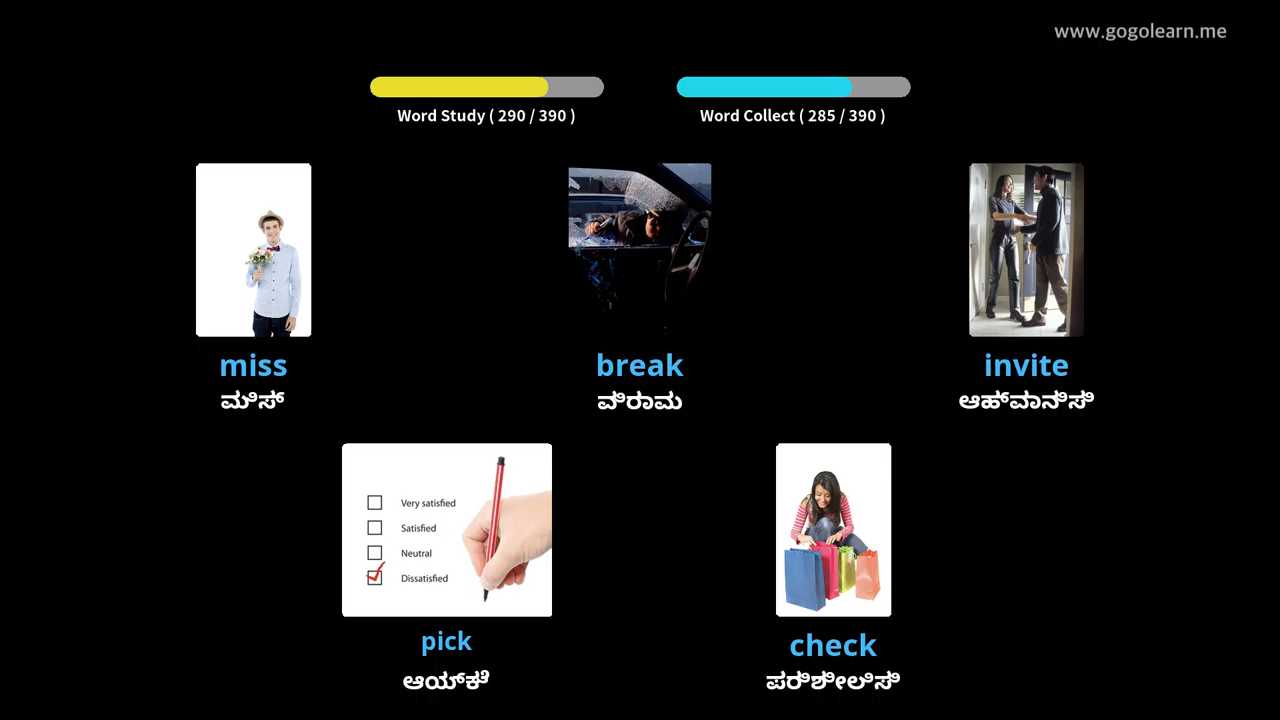 www.gogolearn.me
Word Study ( 290 / 390 )
Word Collect ( 285 / 390 )
miss
ಮಿಸ್
break
ವಿರಾಮ
invite
ಆಹ್ವಾನಿಸಿ
Very satisfied
Satisfied
Neutral
Dissatisfied
pick
ಆಯ್ಕೆ
check
ಪರಿಶೀಲಿಸಿ